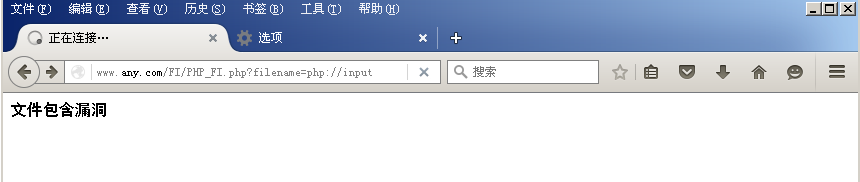 文件(F) 编辑(E) 查看(V) 历史(S) 书签(B) 工具(T) 帮助(H)
正在连接… 选项
www.any.com/FI/PHP_FI.php?filename=php://input 搜索
文件包含漏洞